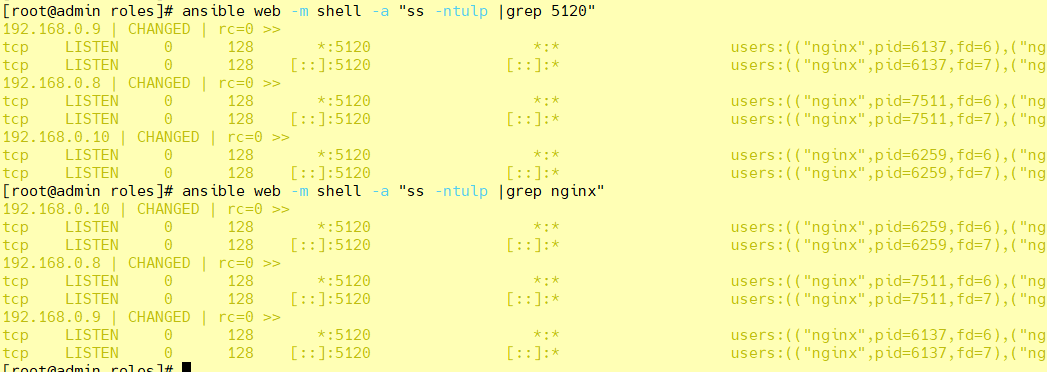 [root@admin roles]# ansible web -m shell -a "ss -ntulp |grep 5120"
192.168.0.9 | CHANGED | rc=0 >>
tcp    LISTEN     0      128       *:5120                  *:*                   users:(("nginx",pid=6137,fd=6),("ng
tcp    LISTEN     0      128    [::]:5120               [::]:*                   users:(("nginx",pid=6137,fd=7),("ng
192.168.0.8 | CHANGED | rc=0 >>
tcp    LISTEN     0      128       *:5120                  *:*                   users:(("nginx",pid=7511,fd=6),("ng
tcp    LISTEN     0      128    [::]:5120               [::]:*                   users:(("nginx",pid=7511,fd=7),("ng
192.168.0.10 | CHANGED | rc=0 >>
tcp    LISTEN     0      128       *:5120                  *:*                   users:(("nginx",pid=6259,fd=6),("ng
tcp    LISTEN     0      128    [::]:5120               [::]:*                   users:(("nginx",pid=6259,fd=7),("ng
[root@admin roles]# ansible web -m shell -a "ss -ntulp |grep nginx"
192.168.0.10 | CHANGED | rc=0 >>
tcp    LISTEN     0      128       *:5120                  *:*                   users:(("nginx",pid=6259,fd=6),("ng
tcp    LISTEN     0      128    [::]:5120               [::]:*                   users:(("nginx",pid=6259,fd=7),("ng
192.168.0.8 | CHANGED | rc=0 >>
tcp    LISTEN     0      128       *:5120                  *:*                   users:(("nginx",pid=7511,fd=6),("ng
tcp    LISTEN     0      128    [::]:5120               [::]:*                   users:(("nginx",pid=7511,fd=7),("ng
192.168.0.9 | CHANGED | rc=0 >>
tcp    LISTEN     0      128       *:5120                  *:*                   users:(("nginx",pid=6137,fd=6),("ng
tcp    LISTEN     0      128    [::]:5120               [::]:*                   users:(("nginx",pid=6137,fd=7),("ng
[root@admin roles]#